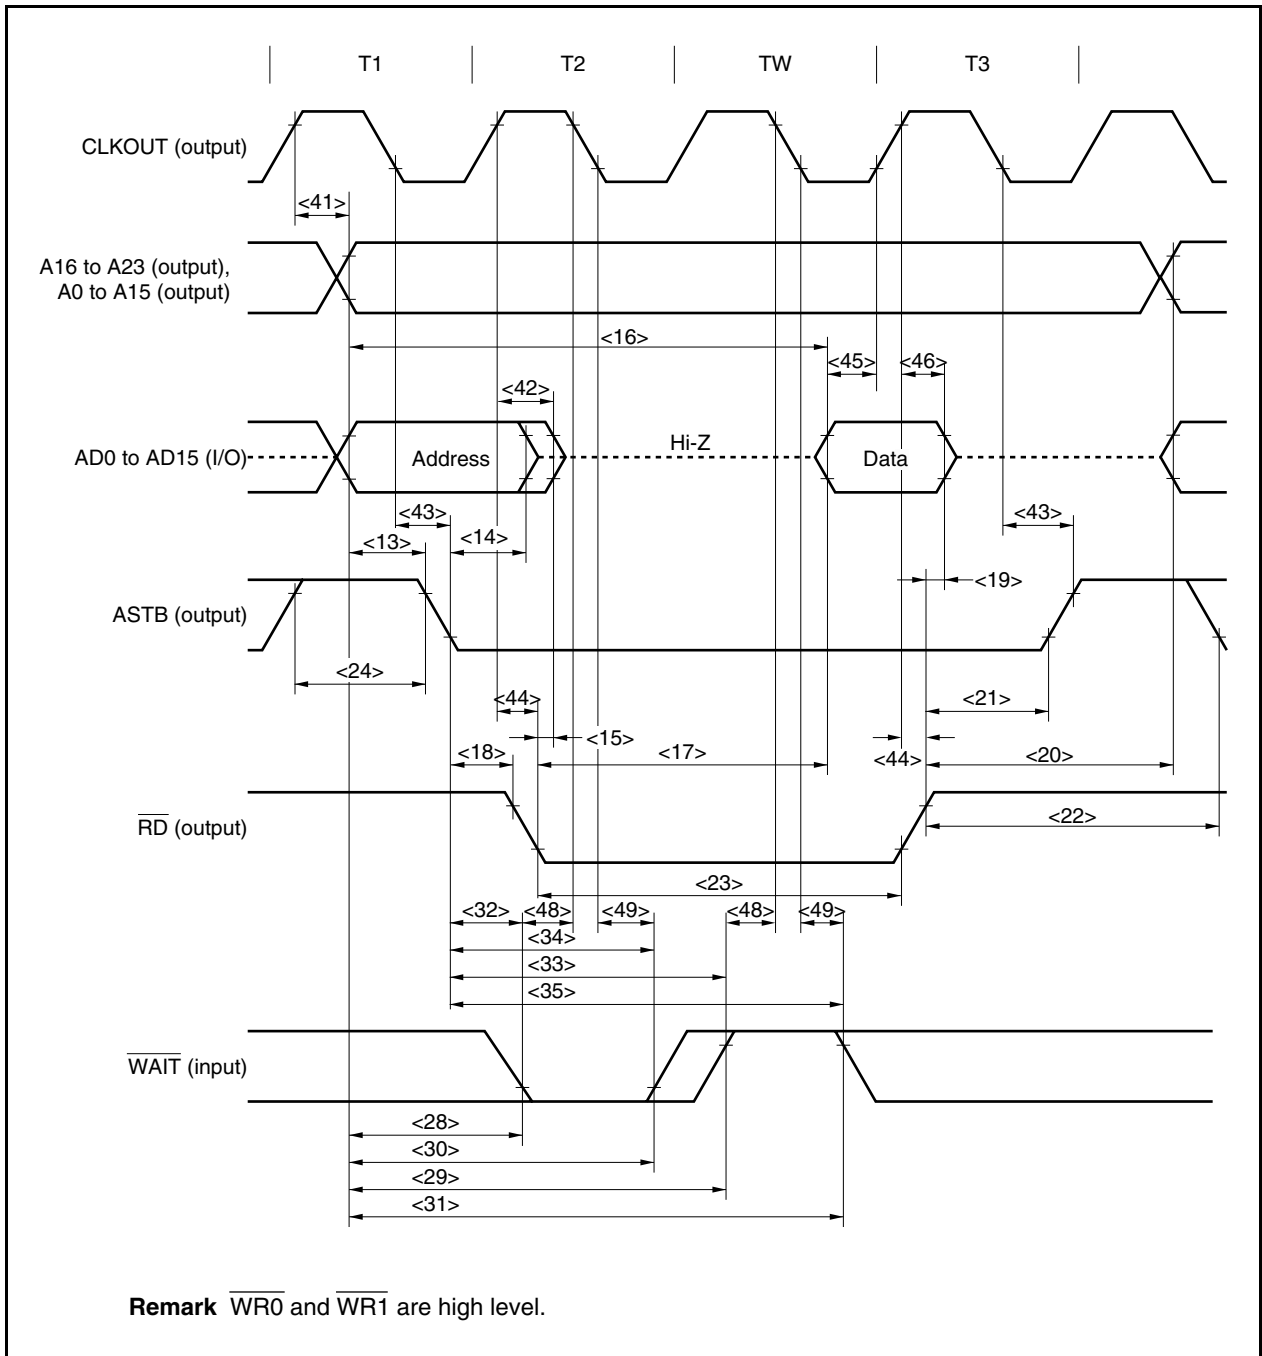 T1 T2 TW T3
CLKOUT (output)
<41>
A16 to A23 (output),
A0 to A15 (output)
<16>
<45> <46>
<42>
AD0 to AD15 (I/O) Address Hi-Z Data
<43> <14> <43>
<13>
<19>
ASTB (output)
<24>
<44> <21>
<15>
<18> <17> <44> <20>
RD (output) <22>
<23>
<32> <48> <49> <48> <49>
<34>
<33>
<35>
WAIT (input)
<28>
<30>
<29>
<31>
Remark WR0 and WR1 are high level.